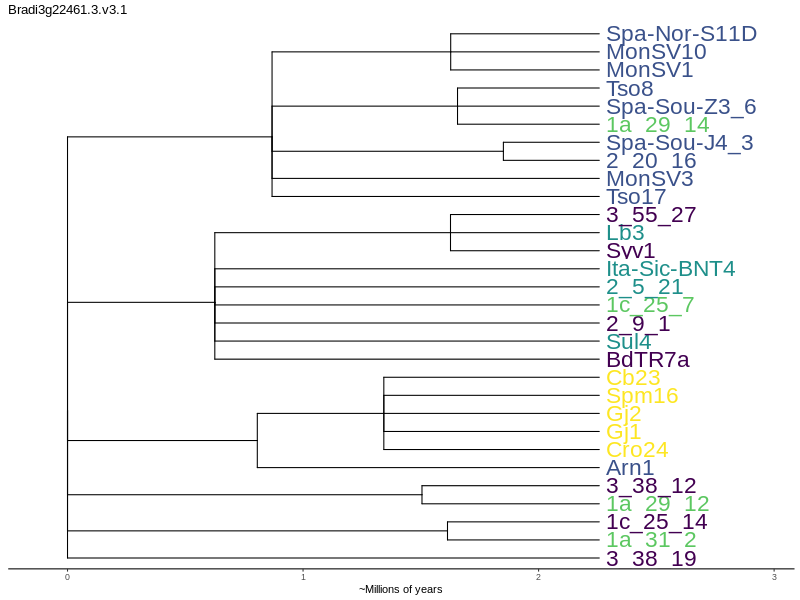 Bradi3g22461.3.v3.1
Spa-Nor-S11D
MonSV10
MonSV1
Tso8
Spa-Sou-Z3_6
1a_29_14
Spa-Sou-J4_3
2_20_16
MonSV3
Tso17
3_55_27
Lb3
Svv1
Ita-Sic-BNT4
2_5_21
1c_25_7
2_9_1
Sul4
BdTR7a
Cb23
Spm16
Gj2
Gj1
Cro24
Arn1
3_38_12
1a_29_12
1c_25_14
1a_31_2
3_38_19
0 1 2 3
~Millions of years